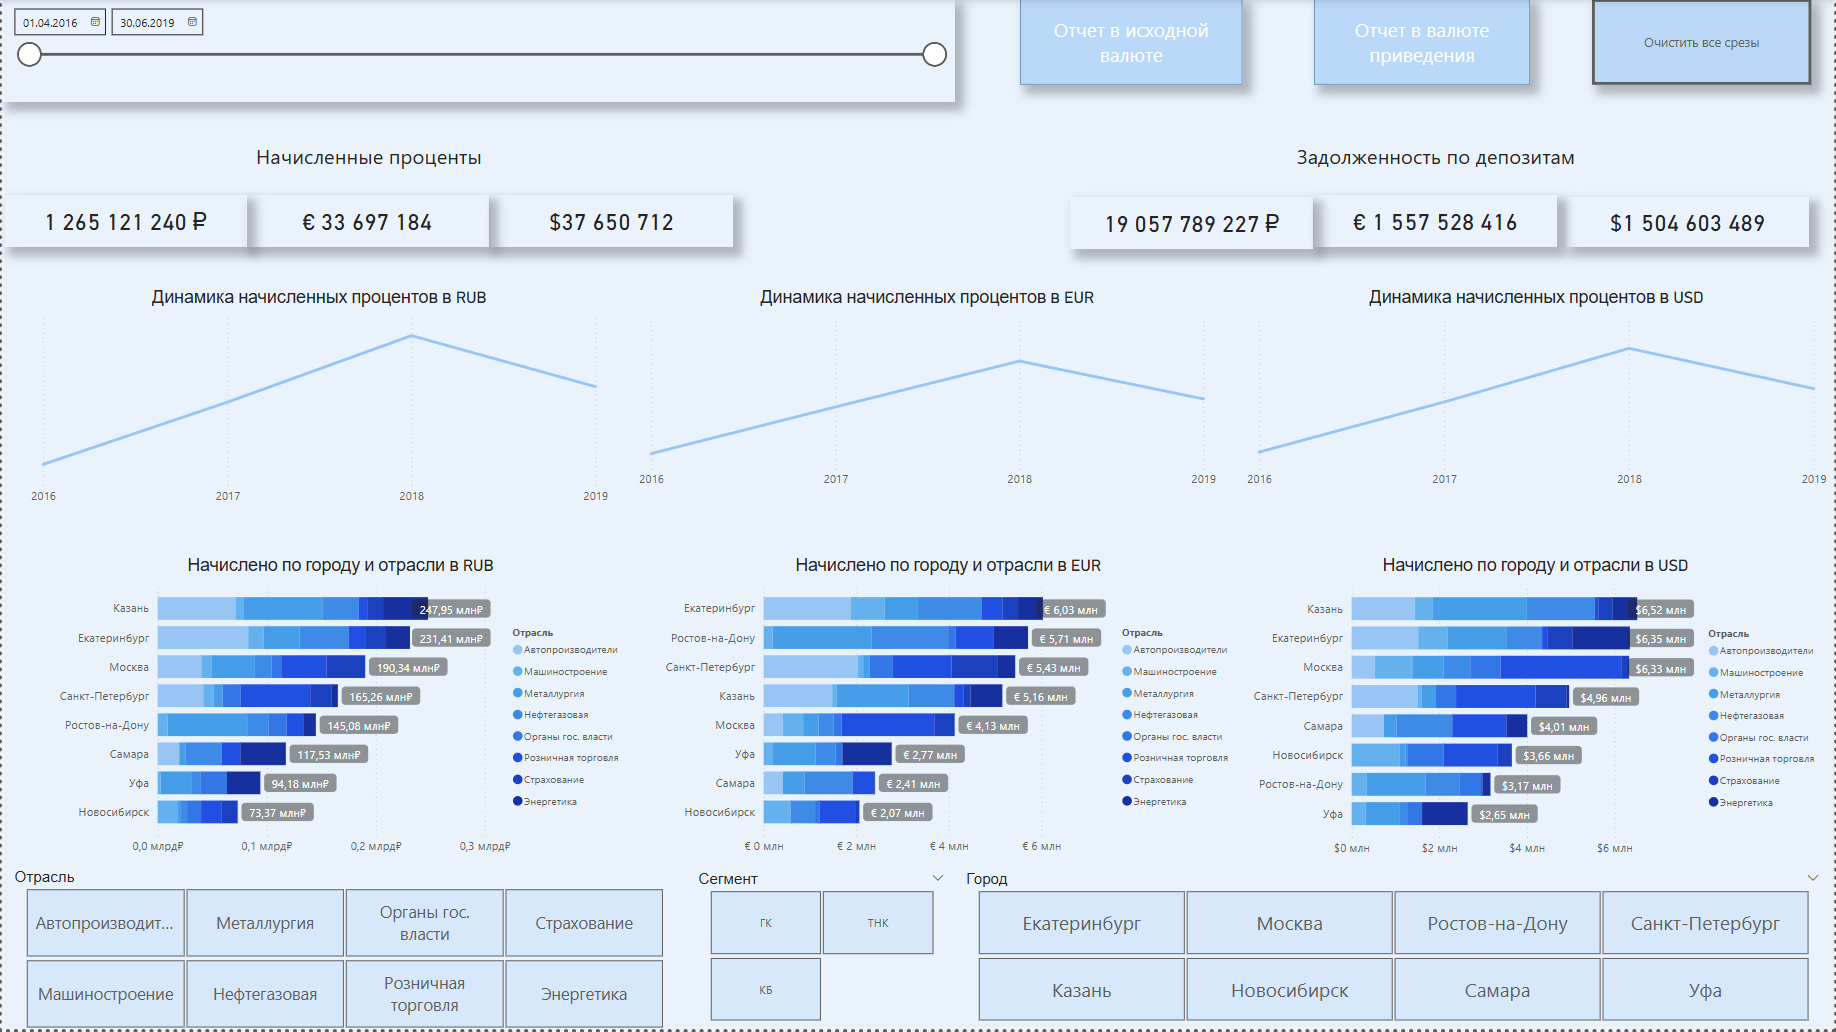 01.04.2016
30.06.2019
Отчет в исходной
валюте
Отчет в валюте
приведения
Очистить все срезы
Начисленные проценты
Задолженность по депозитам
1 265 121 240 ₽
€ 33 697 184
$37 650 712
19 057 789 227 ₽
€ 1 557 528 416
$1 504 603 489
Динамика начисленных процентов в RUB
2016
2017
2018
2019
Динамика начисленных процентов в EUR
2016
2017
2018
2019
Динамика начисленных процентов в USD
2016
2017
2018
2019
Начислено по городу и отрасли в RUB
Казань
247,95 млн₽
Екатеринбург
231,41 млн₽
Москва
190,34 млн₽
Санкт-Петербург
165,26 млн₽
Ростов-на-Дону
145,08 млн₽
Самара
117,53 млн₽
Уфа
94,18 млн₽
Новосибирск
73,37 млн₽
0,0 млрд₽
0,1 млрд₽
0,2 млрд₽
0,3 млрд₽
Отрасль
Автопроизводители
Машиностроение
Металлургия
Нефтегазовая
Органы гос. власти
Розничная торговля
Страхование
Энергетика
Начислено по городу и отрасли в EUR
Екатеринбург
€ 6,03 млн
Ростов-на-Дону
€ 5,71 млн
Санкт-Петербург
€ 5,43 млн
Казань
€ 5,16 млн
Москва
€ 4,13 млн
Уфа
€ 2,77 млн
Самара
€ 2,41 млн
Новосибирск
€ 2,07 млн
€ 0 млн
€ 2 млн
€ 4 млн
€ 6 млн
Отрасль
Автопроизводители
Машиностроение
Металлургия
Нефтегазовая
Органы гос. власти
Розничная торговля
Страхование
Энергетика
Начислено по городу и отрасли в USD
Казань
$6,52 млн
Екатеринбург
$6,35 млн
Москва
$6,33 млн
Санкт-Петербург
$4,96 млн
Самара
$4,01 млн
Новосибирск
$3,66 млн
Ростов-на-Дону
$3,17 млн
Уфа
$2,65 млн
$0 млн
$2 млн
$4 млн
$6 млн
Отрасль
Автопроизводители
Машиностроение
Металлургия
Нефтегазовая
Органы гос. власти
Розничная торговля
Страхование
Энергетика
Отрасль
Автопроизводит...
Металлургия
Органы гос.
власти
Страхование
Машиностроение
Нефтегазовая
Розничная
торговля
Энергетика
Сегмент
ГК
ТНК
КБ
Город
Екатеринбург
Москва
Ростов-на-Дону
Санкт-Петербург
Казань
Новосибирск
Самара
Уфа